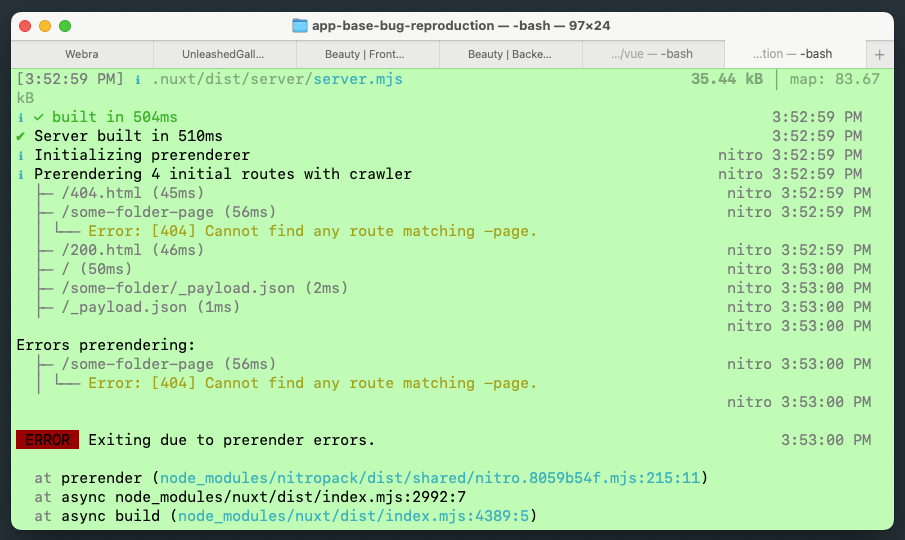 app-base-bug-reproduction — -bash — 97×24
Webra UnleashedGall... Beauty | Front... Beauty | Backe... .../vue — -bash ...tion — -bash +
[3:52:59 PM] ℹ .nuxt/dist/server/server.mjs 35.44 kB │ map: 83.67
kB
ℹ ✓ built in 504ms 3:52:59 PM
✔ Server built in 510ms 3:52:59 PM
ℹ Initializing prerenderer nitro 3:52:59 PM
ℹ Prerendering 4 initial routes with crawler nitro 3:52:59 PM
├─ /404.html (45ms) nitro 3:52:59 PM
├─ /some-folder-page (56ms) nitro 3:52:59 PM
│ └── Error: [404] Cannot find any route matching -page.
├─ /200.html (46ms) nitro 3:52:59 PM
├─ / (50ms) nitro 3:53:00 PM
├─ /some-folder/_payload.json (2ms) nitro 3:53:00 PM
├─ /_payload.json (1ms) nitro 3:53:00 PM
nitro 3:53:00 PM
Errors prerendering:
├─ /some-folder-page (56ms) nitro 3:53:00 PM
│ └── Error: [404] Cannot find any route matching -page.
nitro 3:53:00 PM
ERROR Exiting due to prerender errors. 3:53:00 PM
at prerender (node_modules/nitropack/dist/shared/nitro.8059b54f.mjs:215:11)
at async node_modules/nuxt/dist/index.mjs:2992:7
at async build (node_modules/nuxt/dist/index.mjs:4389:5)